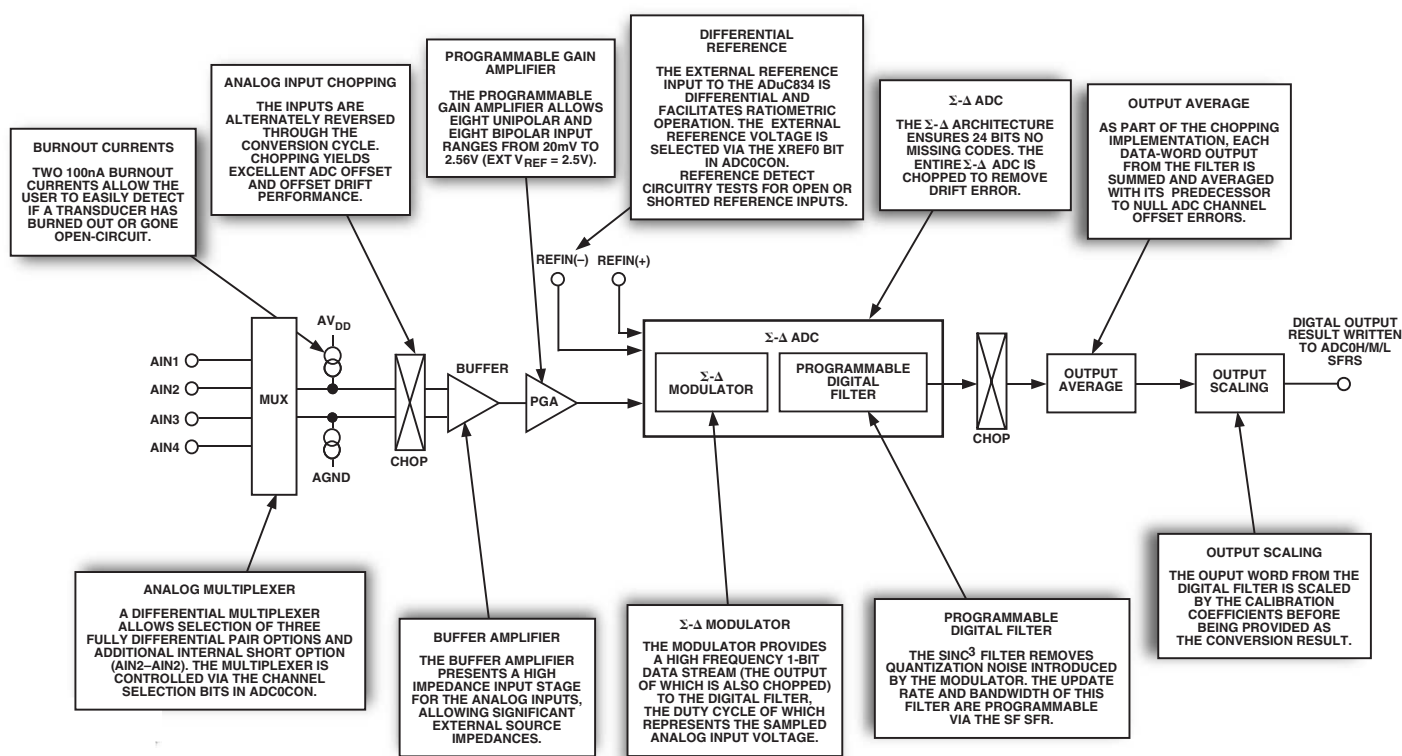 DIFFERENTIAL
REFERENCE
THE EXTERNAL REFERENCE
INPUT TO THE ADuC834 IS
DIFFERENTIAL AND
FACILITATES RATIOMETRIC
OPERATION. THE EXTERNAL
REFERENCE VOLTAGE IS
SELECTED VIA THE XREF0 BIT
IN ADC0CON.
REFERENCE DETECT
CIRCUITRY TESTS FOR OPEN OR
SHORTED REFERENCE INPUTS.
PROGRAMMABLE GAIN
AMPLIFIER
THE PROGRAMMABLE
GAIN AMPLIFIER ALLOWS
EIGHT UNIPOLAR AND
EIGHT BIPOLAR INPUT
RANGES FROM 20mV TO
2.56V (EXT VREF = 2.5V).
ANALOG INPUT CHOPPING
THE INPUTS ARE
ALTERNATELY REVERSED
THROUGH THE
CONVERSION CYCLE.
CHOPPING YIELDS
EXCELLENT ADC OFFSET
AND OFFSET DRIFT
PERFORMANCE.
BURNOUT CURRENTS
TWO 100nA BURNOUT
CURRENTS ALLOW THE
USER TO EASILY DETECT
IF A TRANSDUCER HAS
BURNED OUT OR GONE
OPEN-CIRCUIT.
Σ-Δ ADC
THE Σ-Δ ARCHITECTURE
ENSURES 24 BITS NO
MISSING CODES. THE
ENTIRE Σ-Δ ADC IS
CHOPPED TO REMOVE
DRIFT ERROR.
OUTPUT AVERAGE
AS PART OF THE CHOPPING
IMPLEMENTATION, EACH
DATA-WORD OUTPUT
FROM THE FILTER IS
SUMMED AND AVERAGED
WITH ITS PREDECESSOR
TO NULL ADC CHANNEL
OFFSET ERRORS.
REFIN(–) REFIN(+)
AVDD
AIN1
AIN2
AIN3
AIN4
MUX
AGND
CHOP
BUFFER
PGA
Σ-Δ ADC
Σ-Δ
MODULATOR
PROGRAMMABLE
DIGITAL
FILTER
CHOP
OUTPUT
AVERAGE
OUTPUT
SCALING
DIGTAL OUTPUT
RESULT WRITTEN
TO ADC0H/M/L
SFRS
ANALOG MULTIPLEXER
A DIFFERENTIAL MULTIPLEXER
ALLOWS SELECTION OF THREE
FULLY DIFFERENTIAL PAIR OPTIONS AND
ADDITIONAL INTERNAL SHORT OPTION
(AIN2–AIN2). THE MULTIPLEXER IS
CONTROLLED VIA THE CHANNEL
SELECTION BITS IN ADC0CON.
BUFFER AMPLIFIER
THE BUFFER AMPLIFIER
PRESENTS A HIGH
IMPEDANCE INPUT STAGE
FOR THE ANALOG INPUTS,
ALLOWING SIGNIFICANT
EXTERNAL SOURCE
IMPEDANCES.
Σ-Δ MODULATOR
THE MODULATOR PROVIDES
A HIGH FREQUENCY 1-BIT
DATA STREAM (THE OUTPUT
OF WHICH IS ALSO CHOPPED)
TO THE DIGITAL FILTER,
THE DUTY CYCLE OF WHICH
REPRESENTS THE SAMPLED
ANALOG INPUT VOLTAGE.
PROGRAMMABLE
DIGITAL FILTER
THE SINC³ FILTER REMOVES
QUANTIZATION NOISE INTRODUCED
BY THE MODULATOR. THE UPDATE
RATE AND BANDWIDTH OF THIS
FILTER ARE PROGRAMMABLE
VIA THE SF SFR.
OUTPUT SCALING
THE OUPUT WORD FROM THE
DIGITAL FILTER IS SCALED
BY THE CALIBRATION
COEFFICIENTS BEFORE
BEING PROVIDED AS
THE CONVERSION RESULT.